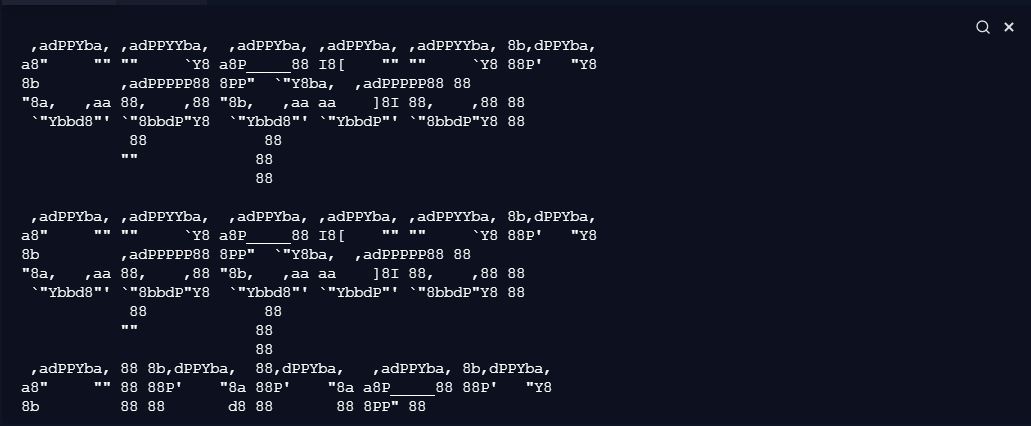 ,adPPYba, ,adPPYYba,  ,adPPYba, ,adPPYba, ,adPPYYba, 8b,dPPYba,
a8"     "" ""     `Y8 a8P_____88 I8[    "" ""     `Y8 88P'   "Y8
8b         ,adPPPPP88 8PP"  `"Y8ba,  ,adPPPPP88 88
"8a,   ,aa 88,    ,88 "8b,   ,aa aa    ]8I 88,    ,88 88
 `"Ybbd8"' `"8bbdP"Y8  `"Ybbd8"' `"YbbdP"' `"8bbdP"Y8 88
            88             88
           ""             88
                          88

 ,adPPYba, ,adPPYYba,  ,adPPYba, ,adPPYba, ,adPPYYba, 8b,dPPYba,
a8"     "" ""     `Y8 a8P_____88 I8[    "" ""     `Y8 88P'   "Y8
8b         ,adPPPPP88 8PP"  `"Y8ba,  ,adPPPPP88 88
"8a,   ,aa 88,    ,88 "8b,   ,aa aa    ]8I 88,    ,88 88
 `"Ybbd8"' `"8bbdP"Y8  `"Ybbd8"' `"YbbdP"' `"8bbdP"Y8 88
            88             88
           ""             88
                          88
 ,adPPYba, 88 8b,dPPYba,  88,dPPYba,   ,adPPYba, 8b,dPPYba,
a8"     "" 88 88P'    "8a 88P'    "8a a8P_____88 88P'   "Y8
8b         88 88       d8 88       88 8PP" 88